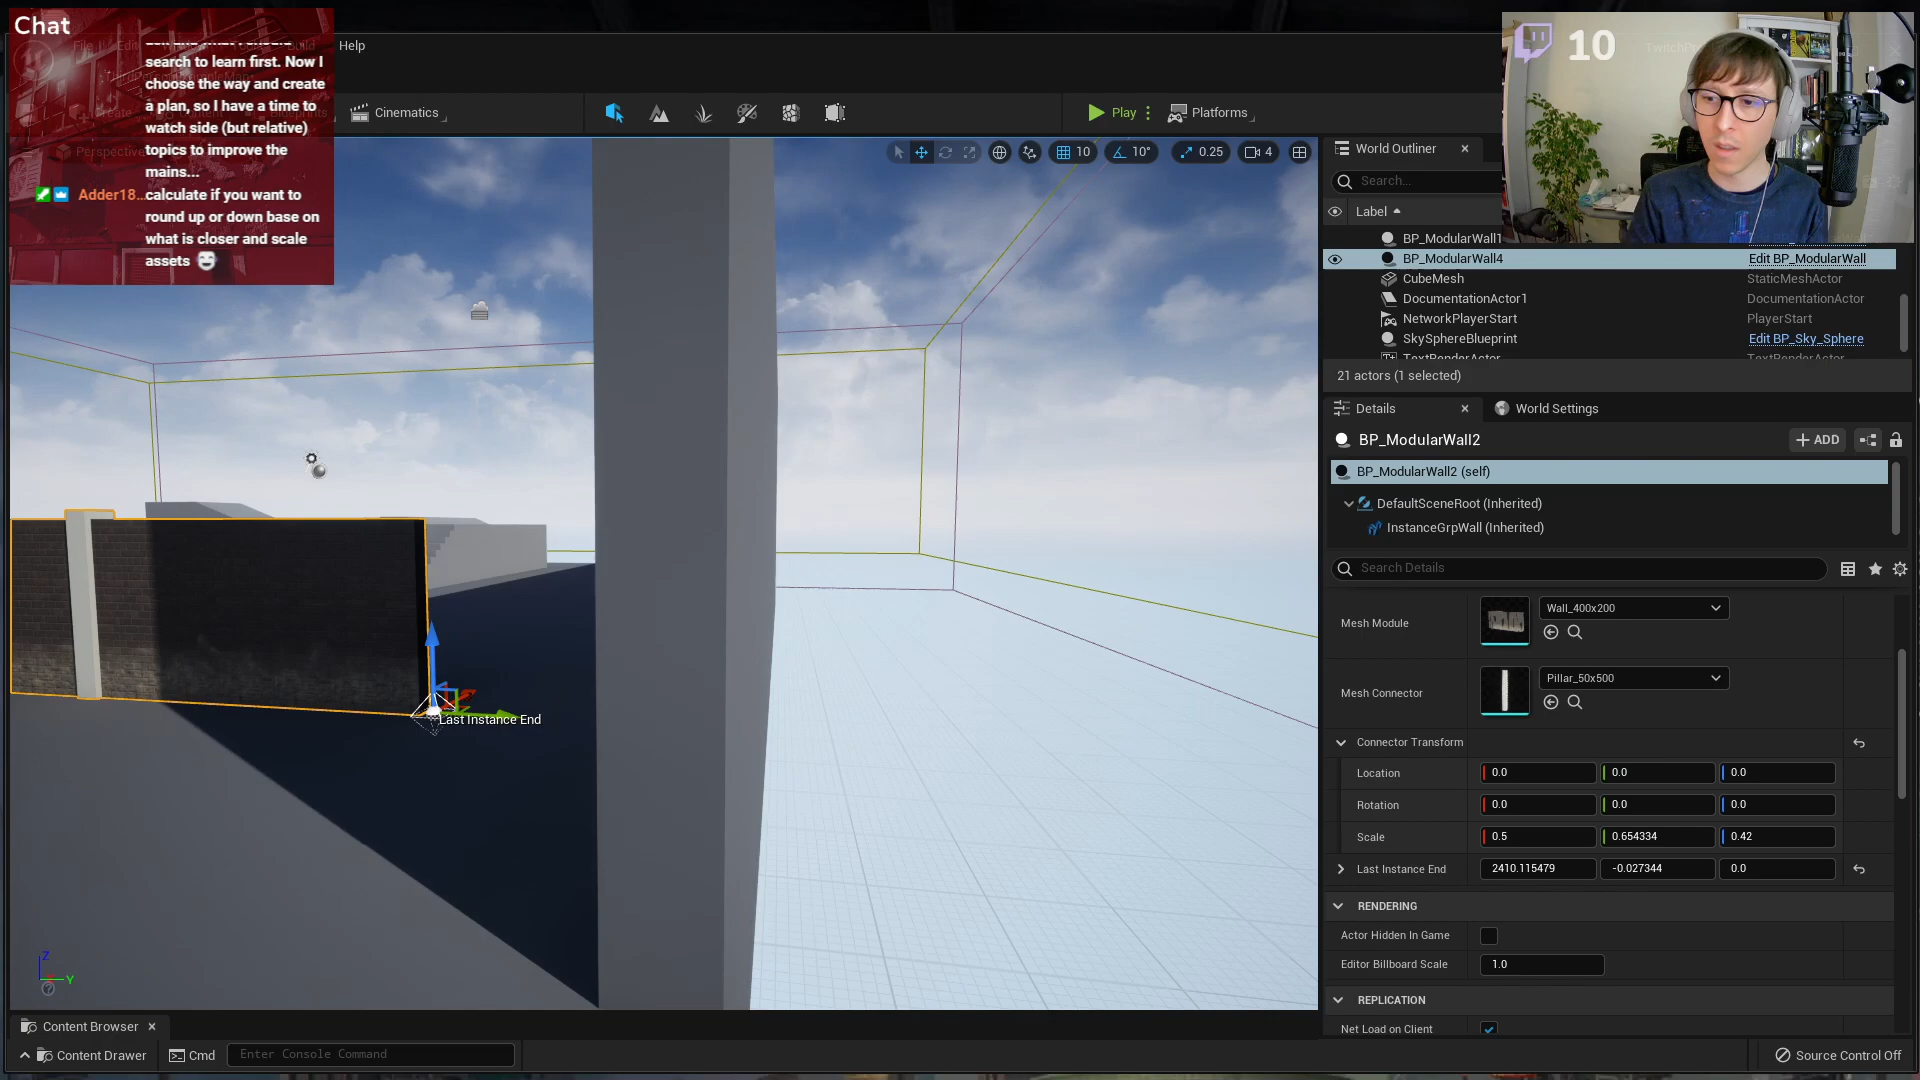 Chat
Help
search to learn first. Now I
choose the way and create
a plan, so I have a time to
watch side (but relative)
topics to improve the
mains...
Adder18...calculate if you want to
round up or down base on
what is closer and scale
assets
Cinematics
Play
Platforms
10
10
10°
0.25
4
World Outliner
Search...
Label
BP_ModularWall1
BP_ModularWall4
Edit BP_ModularWall
CubeMesh
StaticMeshActor
DocumentationActor1
DocumentationActor
NetworkPlayerStart
PlayerStart
SkySphereBlueprint
Edit BP_Sky_Sphere
TextRenderActor
TextRenderActor
21 actors (1 selected)
Details
World Settings
BP_ModularWall2
ADD
BP_ModularWall2 (self)
DefaultSceneRoot (Inherited)
InstanceGrpWall (Inherited)
Search Details
Mesh Module
Wall_400x200
Mesh Connector
Pillar_50x500
Connector Transform
Location
0.0
0.0
0.0
Rotation
0.0
0.0
0.0
Scale
0.5
0.654334
0.42
Last Instance End
2410.115479
-0.027344
0.0
RENDERING
Actor Hidden In Game
Editor Billboard Scale
1.0
REPLICATION
Net Load on Client
Last Instance End
Z
Y
Content Browser
Content Drawer
Cmd
Enter Console Command
Source Control Off